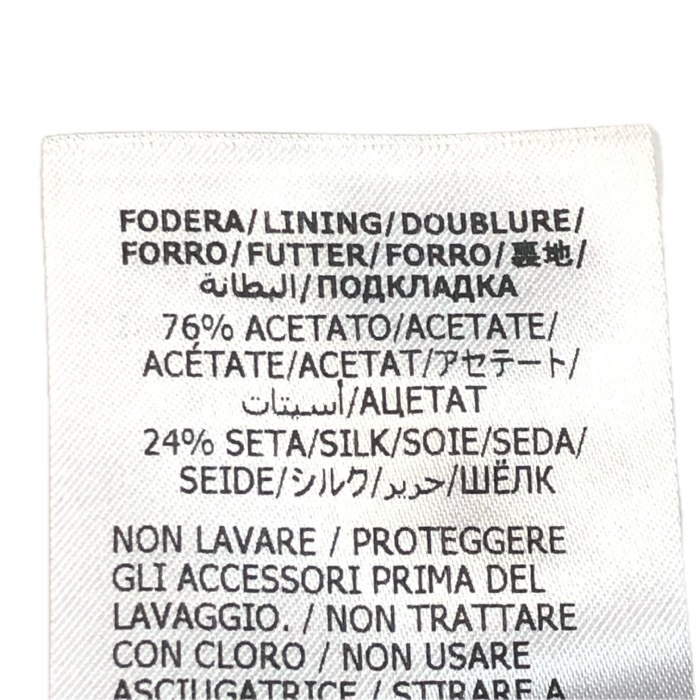 FODERA/LINING/DOUBLURE/
FORRO/FUTTER/FORRO/裏地/
البطانة/ПОДКЛАДКА
76% ACETATO/ACETATE/
ACÉTATE/ACETAT/アセテート/
أسيتات/АЦЕТАТ
24% SETA/SILK/SOIE/SEDA/
SEIDE/シルク/حرير/ШЁЛК
NON LAVARE / PROTEGGERE
GLI ACCESSORI PRIMA DEL
LAVAGGIO. / NON TRATTARE
CON CLORO / NON USARE
ASCIUGATRICE / STIRARE A